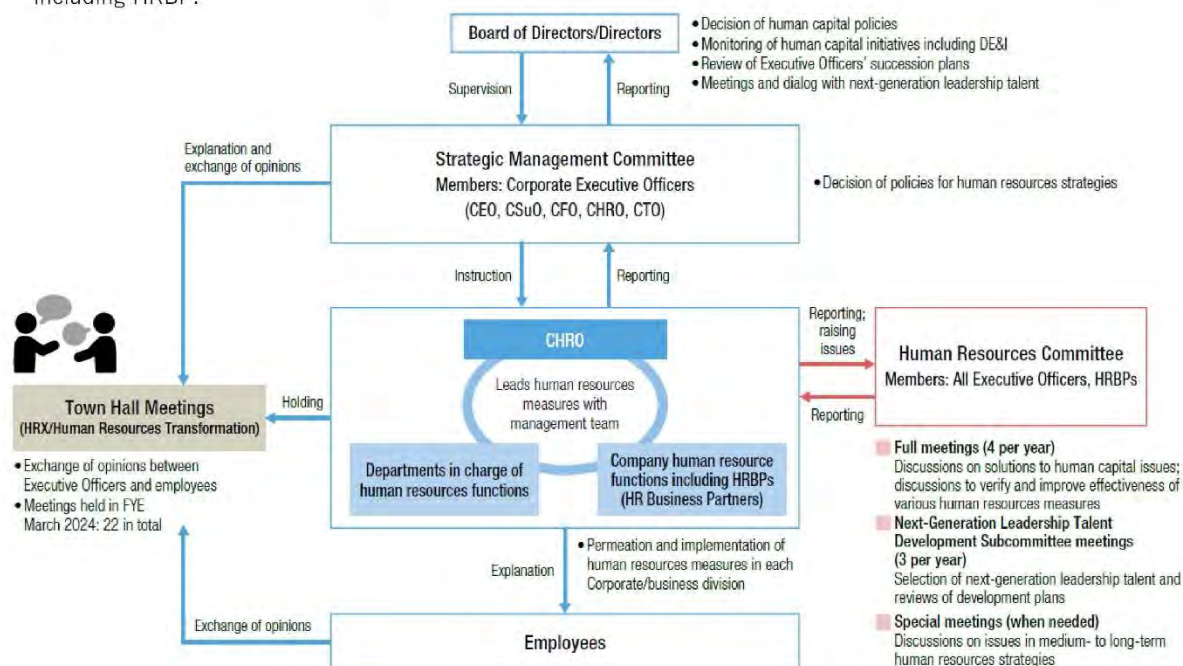 including HRBP.
Board of Directors/Directors
• Decision of human capital policies
• Monitoring of human capital initiatives including DE&I
• Review of Executive Officers' succession plans
• Meetings and dialog with next-generation leadership talent
Supervision
Reporting
Explanation and
exchange of opinions
Strategic Management Committee
Members: Corporate Executive Officers
(CEO, CSuO, CFO, CHRO, CTO)
• Decision of policies for human resources strategies
Instruction
Reporting
CHRO
Leads human resources
measures with
management team
Departments in charge of
human resources functions
Company human resource
functions including HRBPs
(HR Business Partners)
Reporting;
raising
issues
Reporting
Human Resources Committee
Members: All Executive Officers, HRBPs
Full meetings (4 per year)
Discussions on solutions to human capital issues;
discussions to verify and improve effectiveness of
various human resources measures
Next-Generation Leadership Talent
Development Subcommittee meetings
(3 per year)
Selection of next-generation leadership talent and
reviews of development plans
Special meetings (when needed)
Discussions on issues in medium- to long-term
human resources strategies
Holding
Town Hall Meetings
(HRX/Human Resources Transformation)
• Exchange of opinions between
Executive Officers and employees
• Meetings held in FYE
March 2024: 22 in total
Explanation
• Permeation and implementation of
human resources measures in each
Corporate/business division
Exchange of opinions
Employees